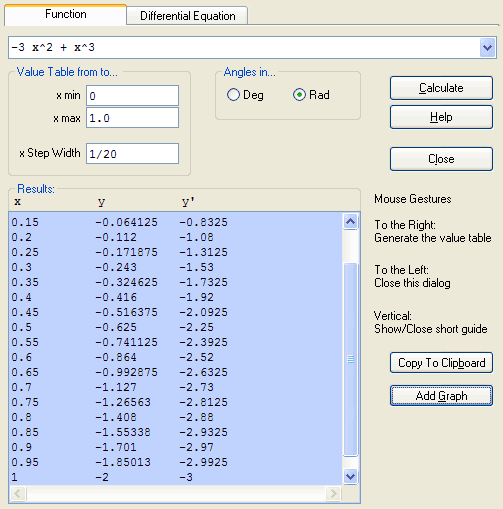 Function
Differential Equation
-3 x^2 + x^3
Value Table from to...
x min 0
x max 1.0
x Step Width 1/20
Angles in...
Deg Rad
Calculate
Help
Close
Results:
x y y'
0.15 -0.064125 -0.8325
0.2 -0.112 -1.08
0.25 -0.171875 -1.3125
0.3 -0.243 -1.53
0.35 -0.324625 -1.7325
0.4 -0.416 -1.92
0.45 -0.516375 -2.0925
0.5 -0.625 -2.25
0.55 -0.741125 -2.3925
0.6 -0.864 -2.52
0.65 -0.992875 -2.6325
0.7 -1.127 -2.73
0.75 -1.26563 -2.8125
0.8 -1.408 -2.88
0.85 -1.55338 -2.9325
0.9 -1.701 -2.97
0.95 -1.85013 -2.9925
1 -2 -3
Mouse Gestures
To the Right:
Generate the value table
To the Left:
Close this dialog
Vertical:
Show/Close short guide
Copy To Clipboard
Add Graph